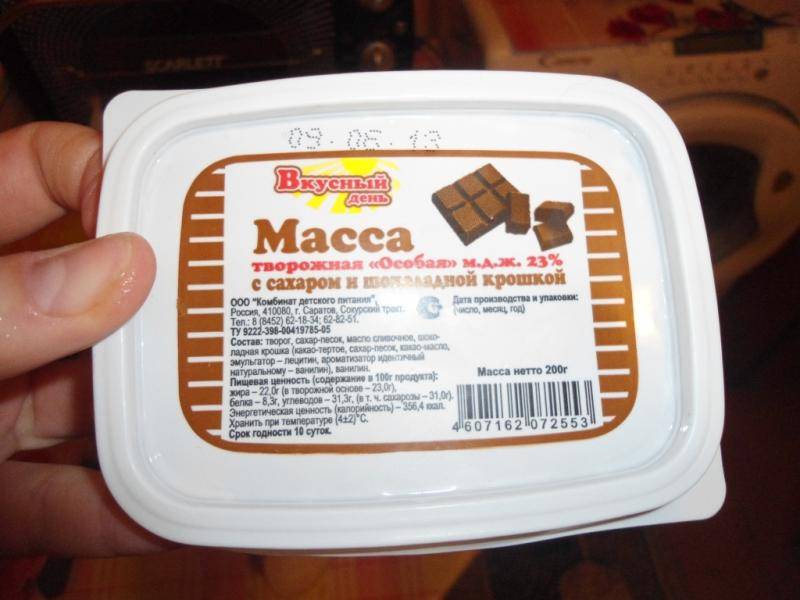 SCARLETT
09.06.13
Вкусный
день
Масса
творожная «Особая» м.д.ж. 23%
с сахаром и шоколадной крошкой
ООО "Комбинат детского питания",
Россия, 410080, г. Саратов, Сокурский тракт.
Тел.: 8 (8452) 62-18-34; 62-82-51.
ТУ 9222-398-00419785-05
Состав: творог, сахар-песок, масло сливочное, шоко-
ладная крошка (какао-тертое, сахар-песок, какао-масло,
эмульгатор – лецитин, ароматизатор идентичный
натуральному – ванилин), ванилин.
Пищевая ценность (содержание в 100г продукта):
жира – 22,0г (в творожной основе – 23,0г),
белка – 8,3г, углеводов – 31,3г, (в т. ч. сахарозы – 31,0г).
Энергетическая ценность (калорийность) – 356,4 ккал.
Хранить при температуре (4±2)°С.
Срок годности 10 суток.
Дата производства и упаковки:
(число, месяц, год)
Масса нетто 200г
4 607162 072553